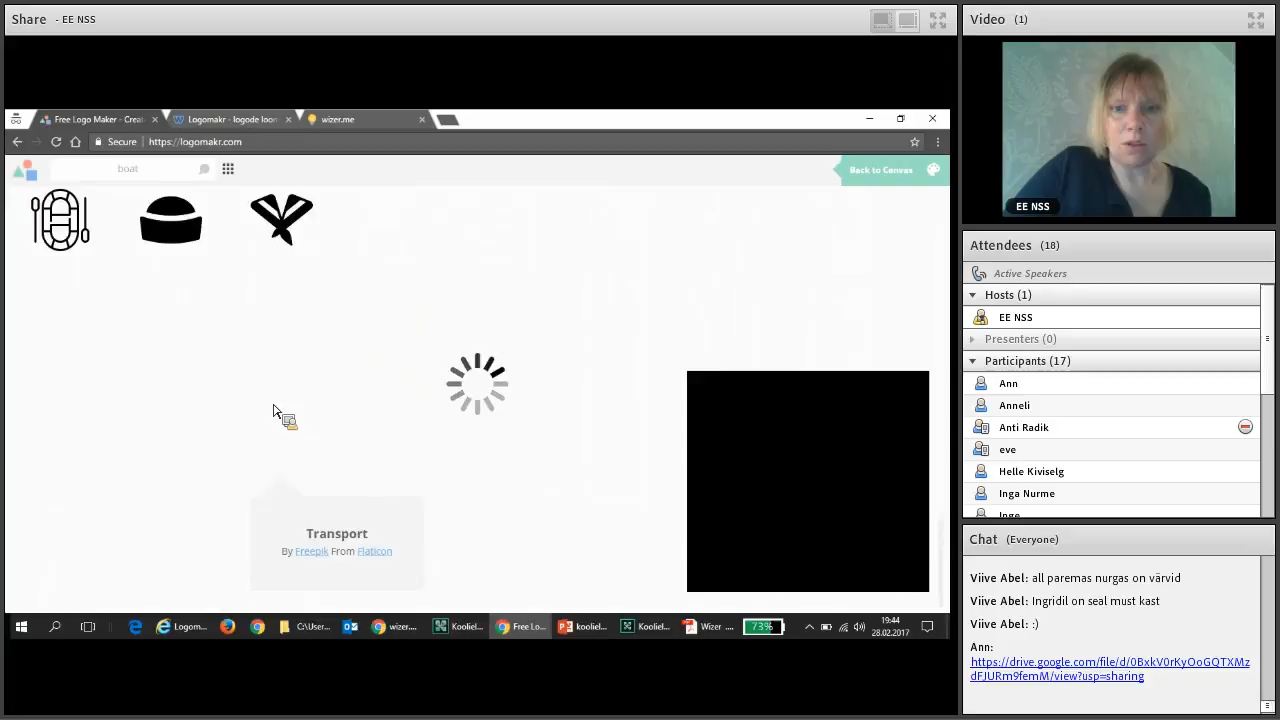 Share - EE NSS
Free Logo Maker - Creat
Logomakr - logode loom
wizer.me
Secure | https://logomakr.com
boat
Back to Canvas
Transport
By Freepik From Flaticon
Logom...
C:\User...
wizer....
Kooliel...
Free Lo...
kooliel...
Kooliel...
Wizer ....
73%
19:44
28.02.2017
Video (1)
EE NSS
Attendees (18)
Active Speakers
Hosts (1)
EE NSS
Presenters (0)
Participants (17)
Ann
Anneli
Anti Radik
eve
Helle Kiviselg
Inga Nurme
Inge
Chat (Everyone)
Viive Abel: all paremas nurgas on värvid
Viive Abel: Ingridil on seal must kast
Viive Abel: :)
Ann:
https://drive.google.com/file/d/0BxkV0rKyOoGQTXMz
dFJURm9femM/view?usp=sharing